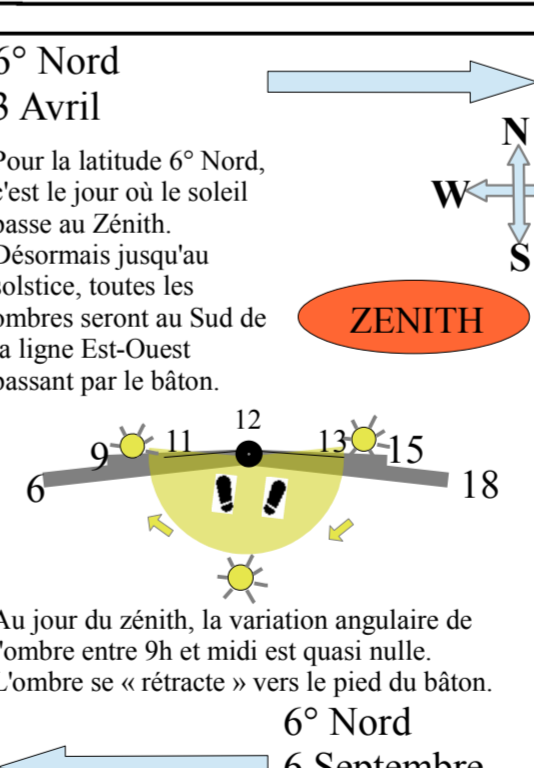 6° Nord
3 Avril
Pour la latitude 6° Nord,
c'est le jour où le soleil
passe au Zénith.
Désormais jusqu'au
solstice, toutes les
ombres seront au Sud de
la ligne Est-Ouest
passant par le bâton.
N
W
S
ZENITH
12
9 11 13 15
6 18
Au jour du zénith, la variation angulaire de
l'ombre entre 9h et midi est quasi nulle.
L'ombre se « rétracte » vers le pied du bâton.
6° Nord
6 Septembre